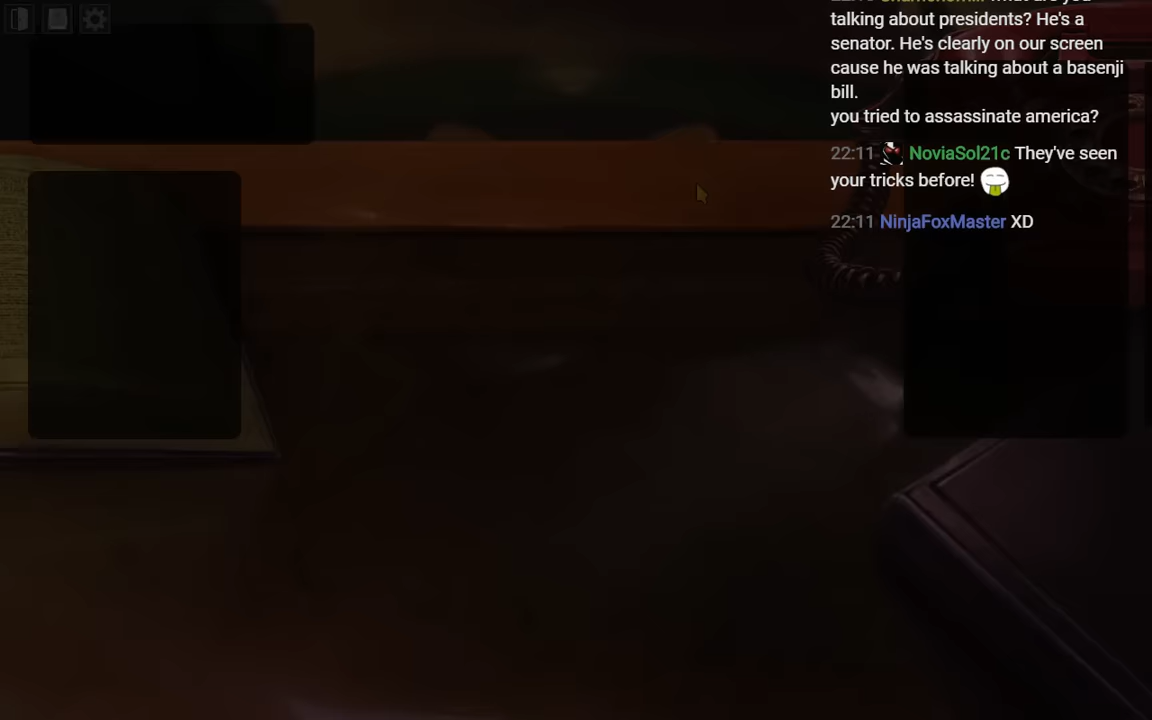 talking about presidents? He's a
senator. He's clearly on our screen
cause he was talking about a basenji
bill.
you tried to assassinate america?
22:11 NoviaSol21c They've seen
your tricks before!
22:11 NinjaFoxMaster XD